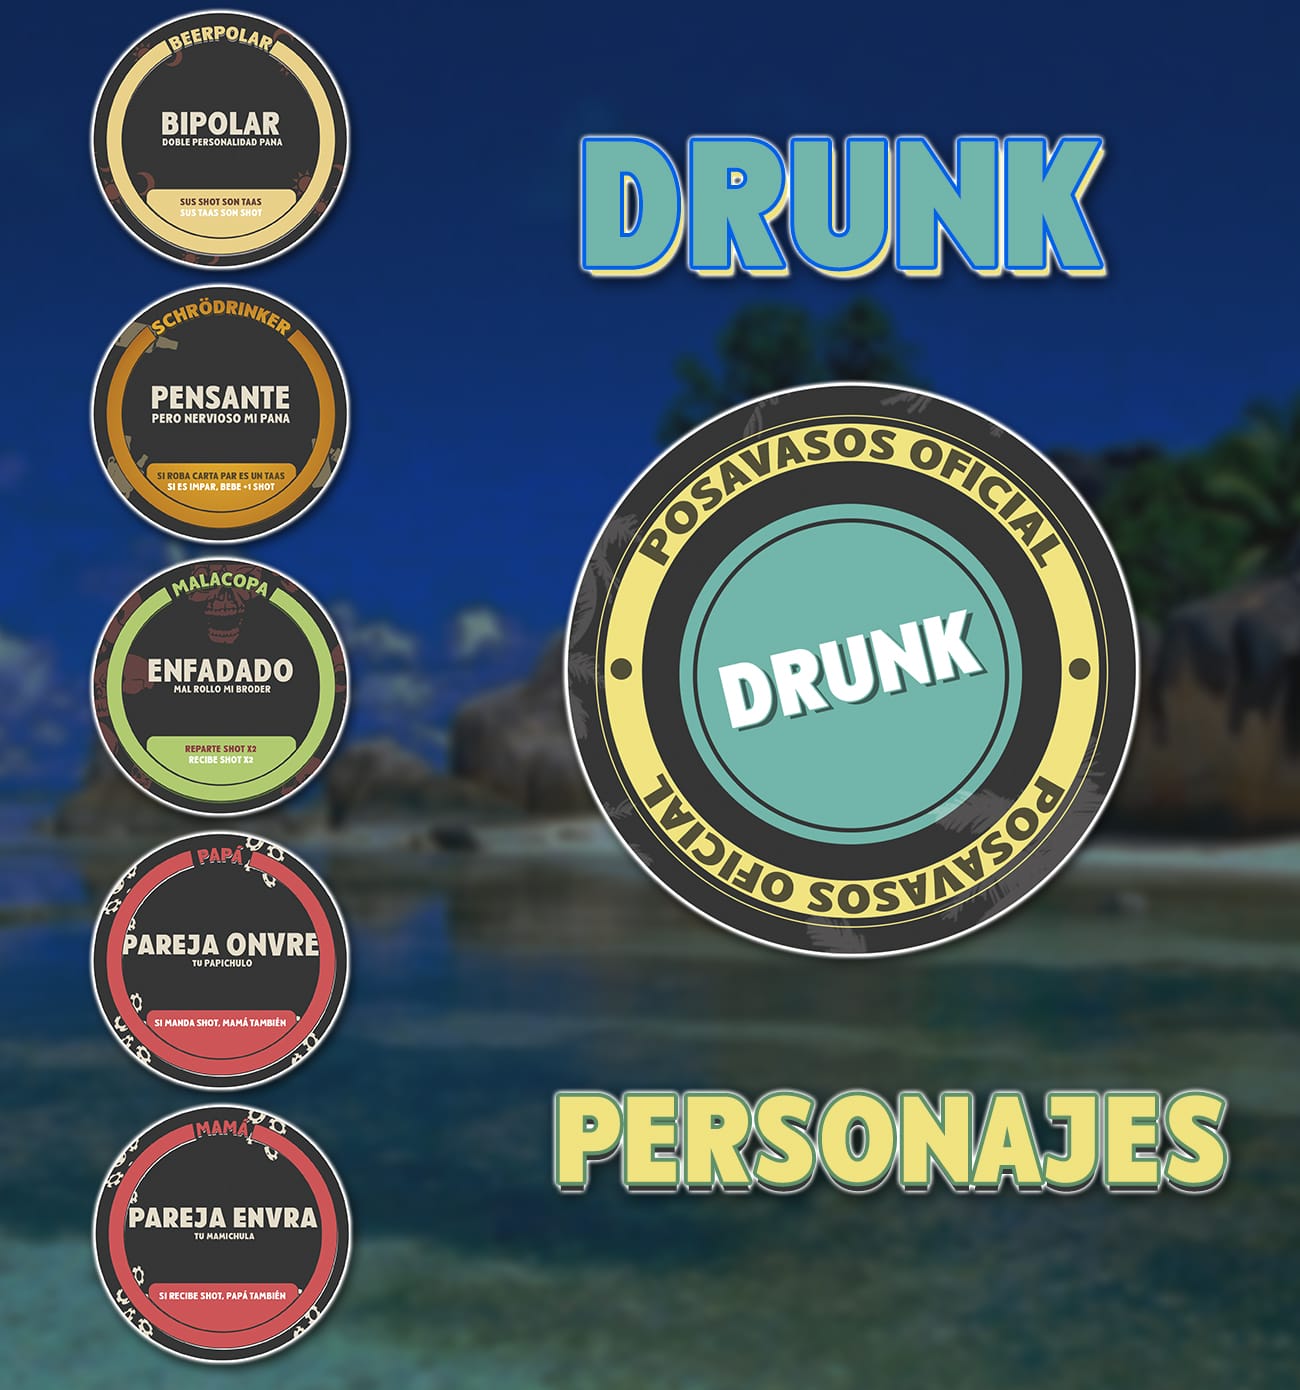 BEERPOLAR
BIPOLAR
DOBLE PERSONALIDAD PANA
SUS SHOT SON TAAS
SUS TAAS SON SHOT
SCHRÖDRINKER
PENSANTE
PERO NERVIOSO MI PANA
SI ROBA CARTA PAR ES UN TAAS
SI ES IMPAR, BEBE +1 SHOT
MALACOPA
ENFADADO
MAL ROLLO MI BRODER
REPARTE SHOT X2
RECIBE SHOT X2
PAPÁ
PAREJA ONVRE
TU PAPICHULO
SI MANDA SHOT, MAMÁ TAMBIÉN
MAMÁ
PAREJA ENVRA
TU MAMICHULA
SI RECIBE SHOT, PAPÁ TAMBIÉN
DRUNK
POSAVASOS OFICIAL
DRUNK
POSAVASOS OFICIAL
PERSONAJES